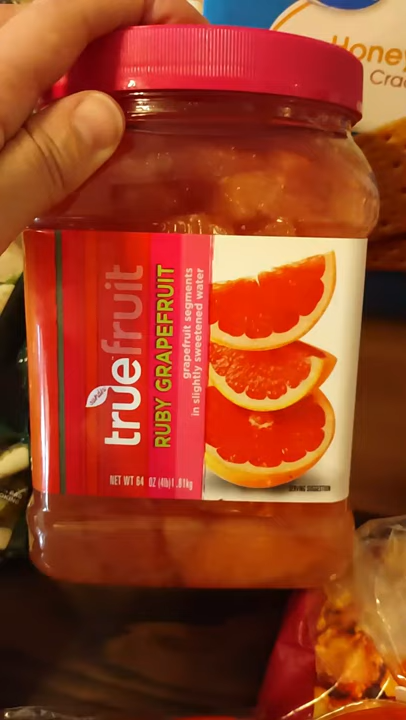 Honey
Cra
truefruit
RUBY GRAPEFRUIT
grapefruit segments
in slightly sweetened water
NET WT 64 OZ (4lb)1.81kg
SERVING SUGGESTION